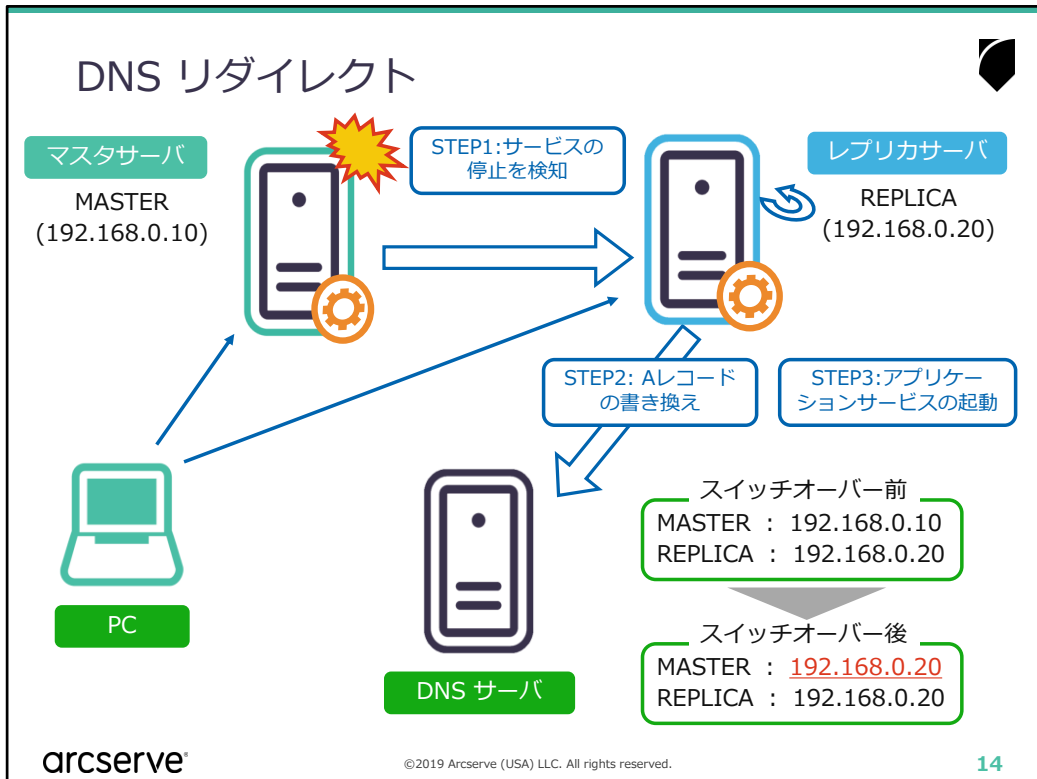 DNS リダイレクト
マスタサーバ
MASTER
(192.168.0.10)
STEP1:サービスの
停止を検知
レプリカサーバ
REPLICA
(192.168.0.20)
STEP2: Aレコード
の書き換え
STEP3:アプリケー
ションサービスの起動
PC
DNS サーバ
スイッチオーバー前
MASTER : 192.168.0.10
REPLICA : 192.168.0.20
スイッチオーバー後
MASTER : 192.168.0.20
REPLICA : 192.168.0.20
arcserve®
©2019 Arcserve (USA) LLC. All rights reserved.
14